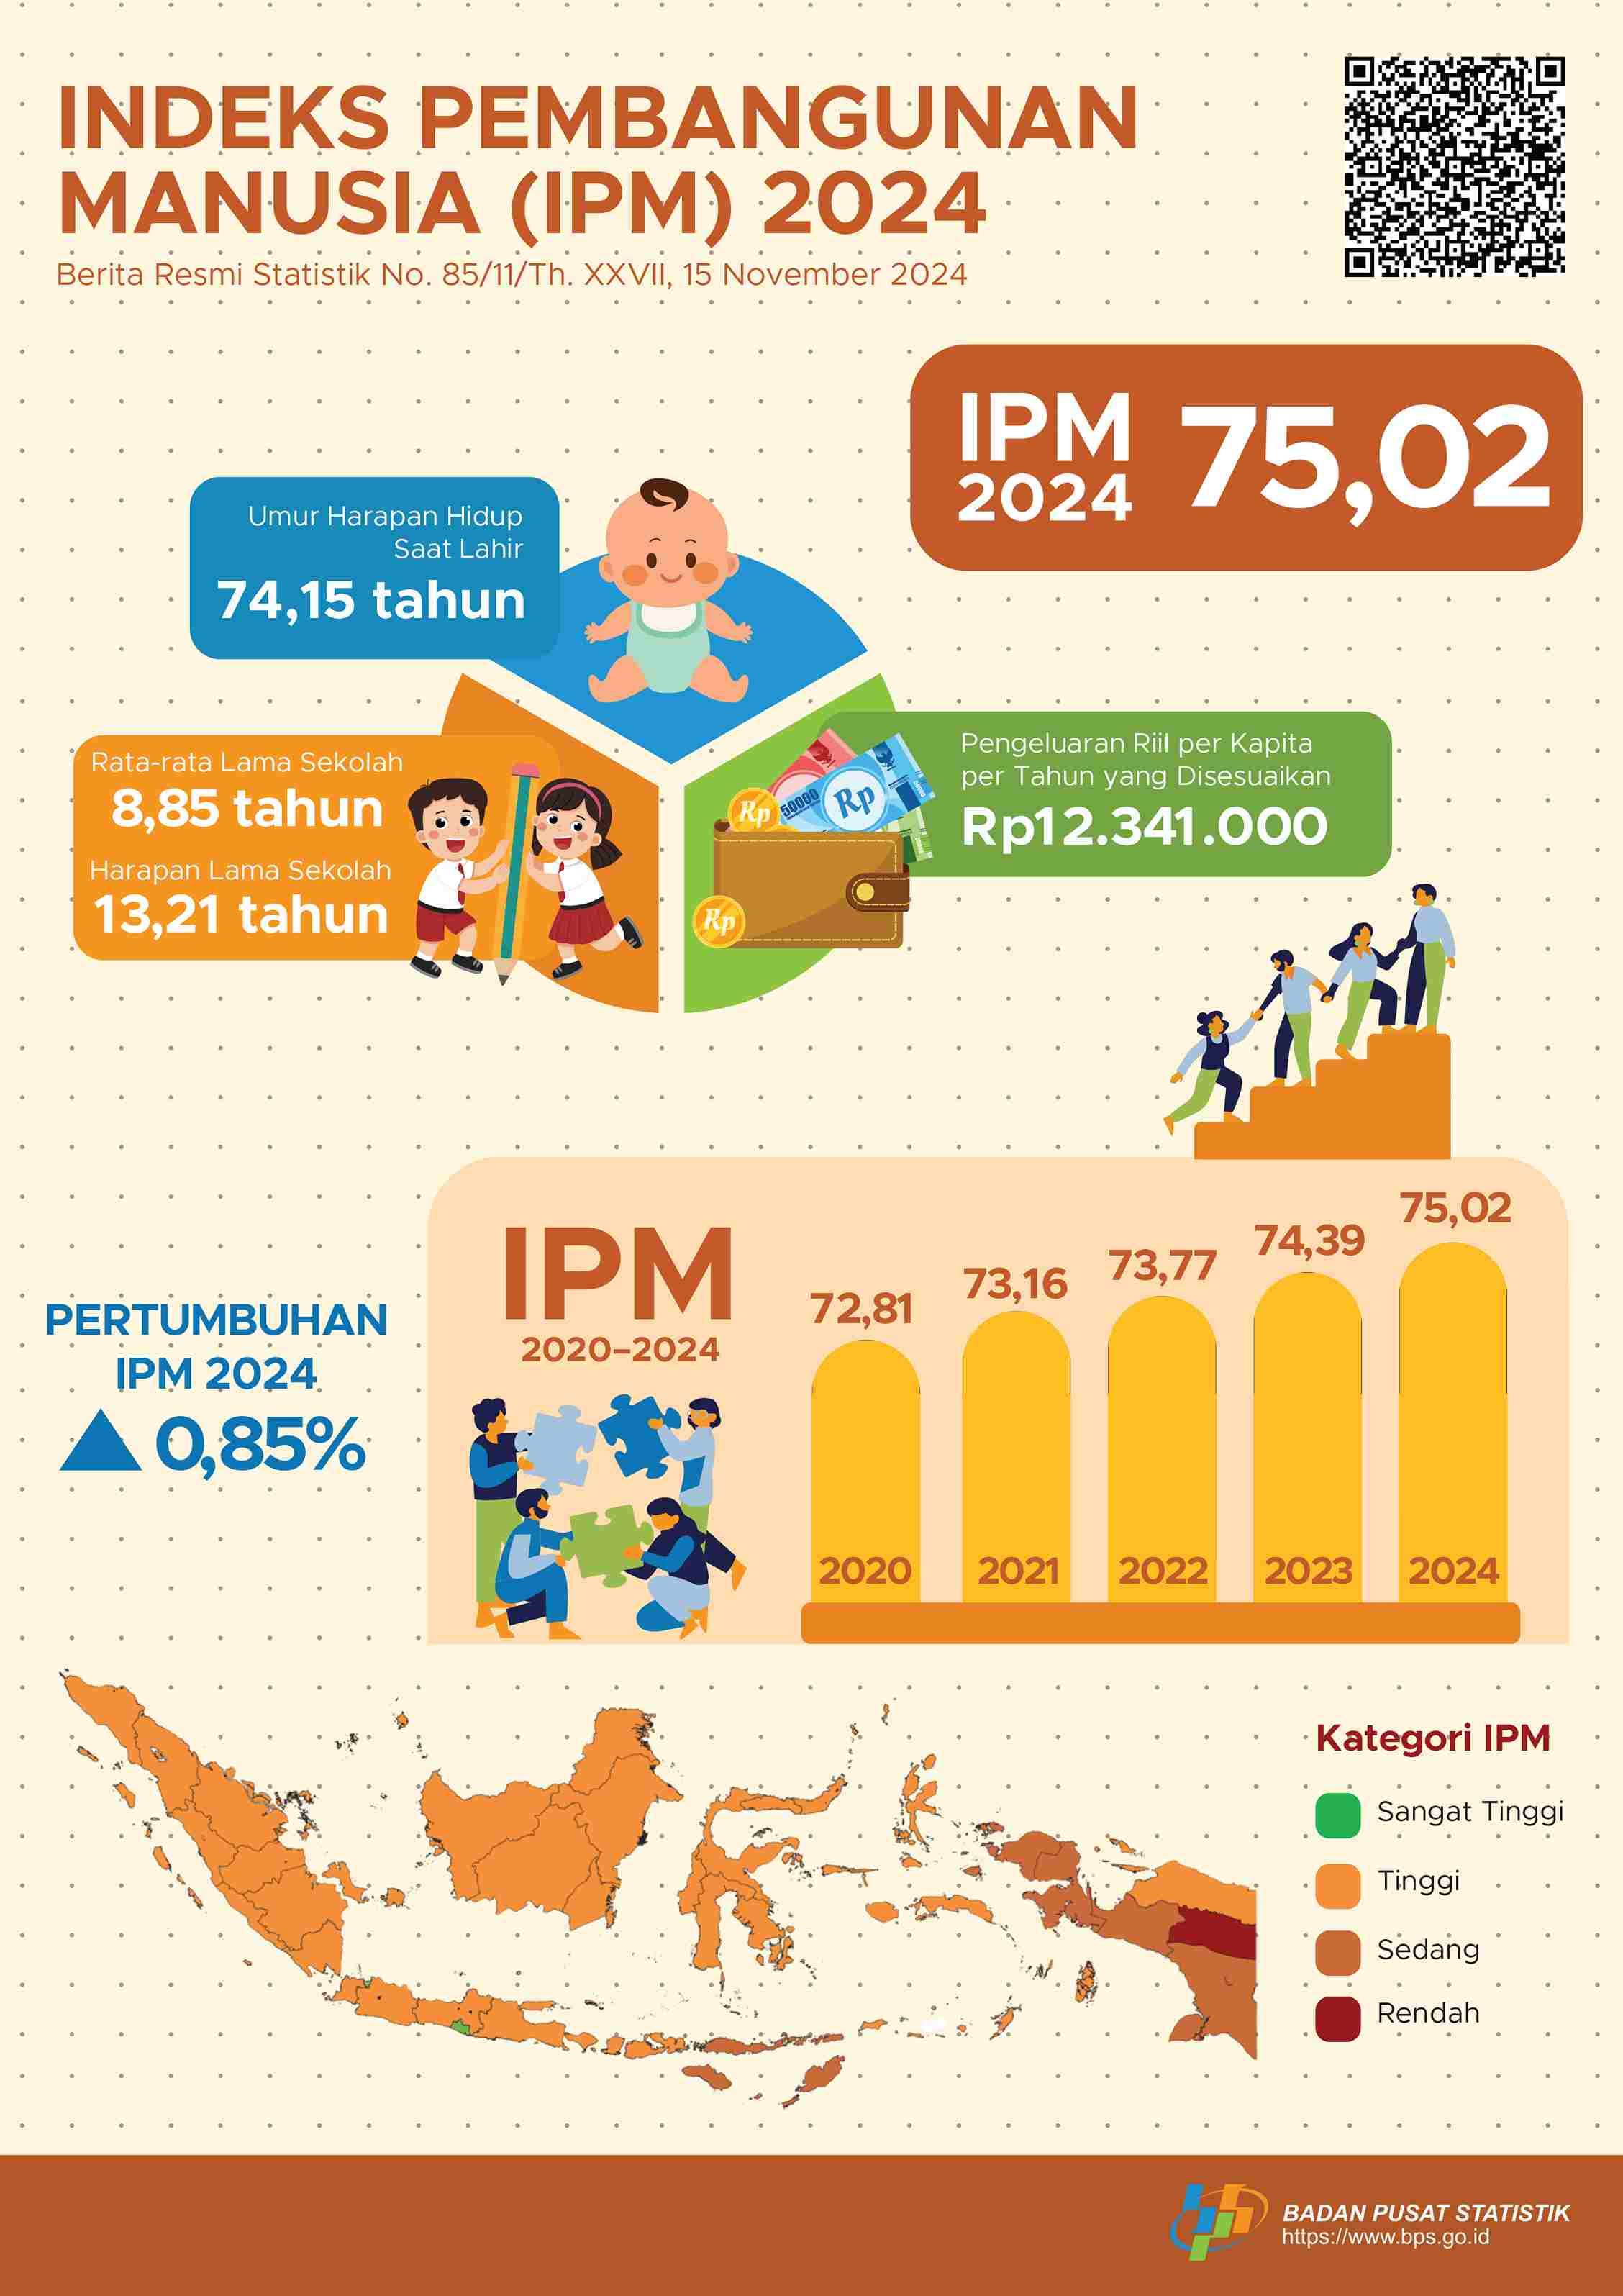 INDEKS PEMBANGUNAN
MANUSIA (IPM) 2024
Berita Resmi Statistik No. 85/11/Th. XXVII, 15 November 2024
IPM
2024
75,02
Umur Harapan Hidup
Saat Lahir
74,15 tahun
Rata-rata Lama Sekolah
8,85 tahun
Harapan Lama Sekolah
13,21 tahun
Rp
50000
Rp
Rp
Pengeluaran Riil per Kapita
per Tahun yang Disesuaikan
Rp12.341.000
PERTUMBUHAN
IPM 2024
0,85%
IPM
2020–2024
72,81
73,16
73,77
74,39
75,02
2020
2021
2022
2023
2024
Kategori IPM
Sangat Tinggi
Tinggi
Sedang
Rendah
BADAN PUSAT STATISTIK
https://www.bps.go.id